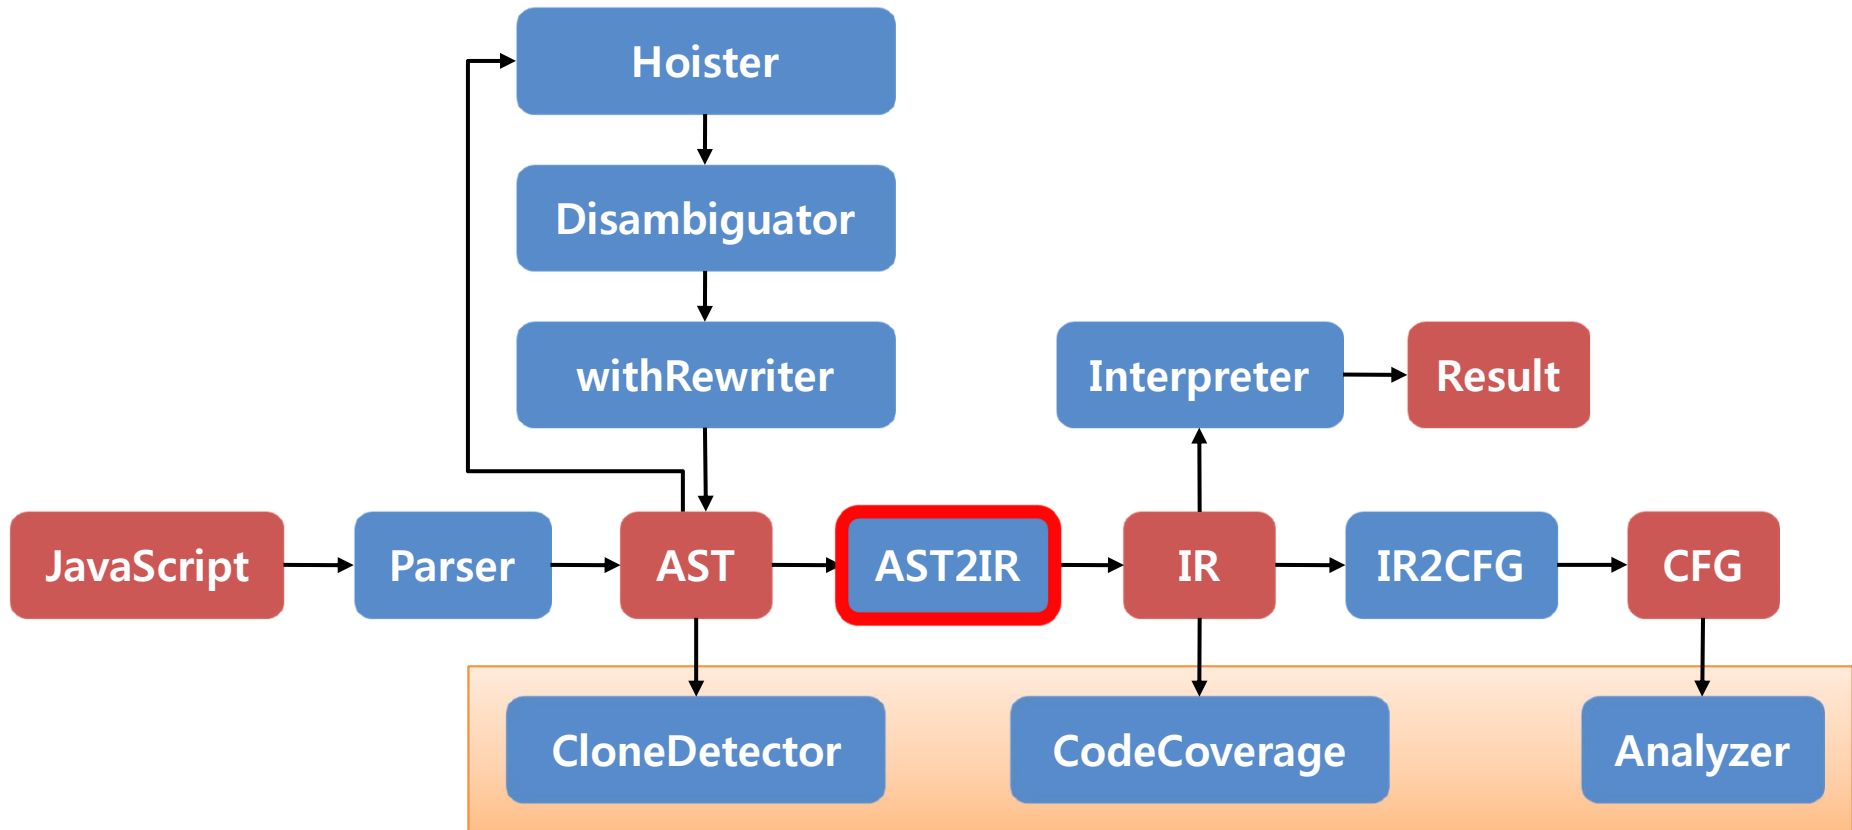 Hoister
Disambiguator
withRewriter
Interpreter
Result
JavaScript
Parser
AST
AST2IR
IR
IR2CFG
CFG
CloneDetector
CodeCoverage
Analyzer